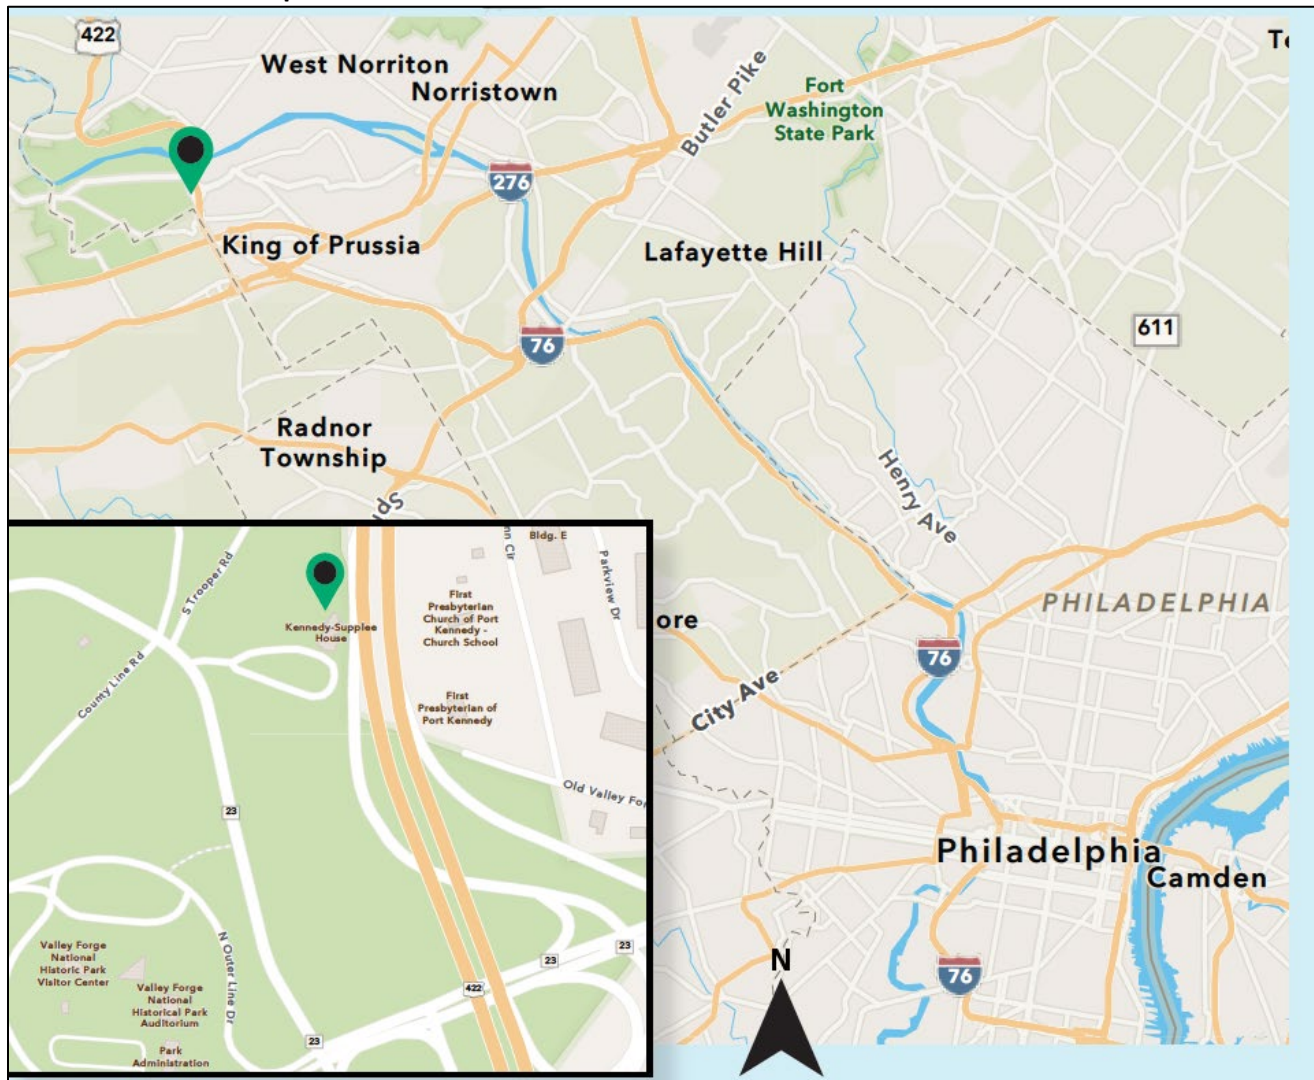 422
West Norriton
Norristown
Butler Pike
Fort
Washington
State Park
276
King of Prussia
Lafayette Hill
611
76
Radnor
Township
Henry Ave
PHILADELPHIA
ore
76
City Ave
Philadelphia
Camden
N
76
S Trooper Rd
Kennedy-Supplee
House
Bldg. E
nn Cir
Parkview Dr
First
Presbyterian
Church of Port
Kennedy -
Church School
County Line Rd
First
Presbyterian of
Port Kennedy
Old Valley For
23
Valley Forge
National
Historic Park
Visitor Center
N Outer Line Dr
Valley Forge
National
Historical Park
Auditorium
Park
Administration
23
23
422
23